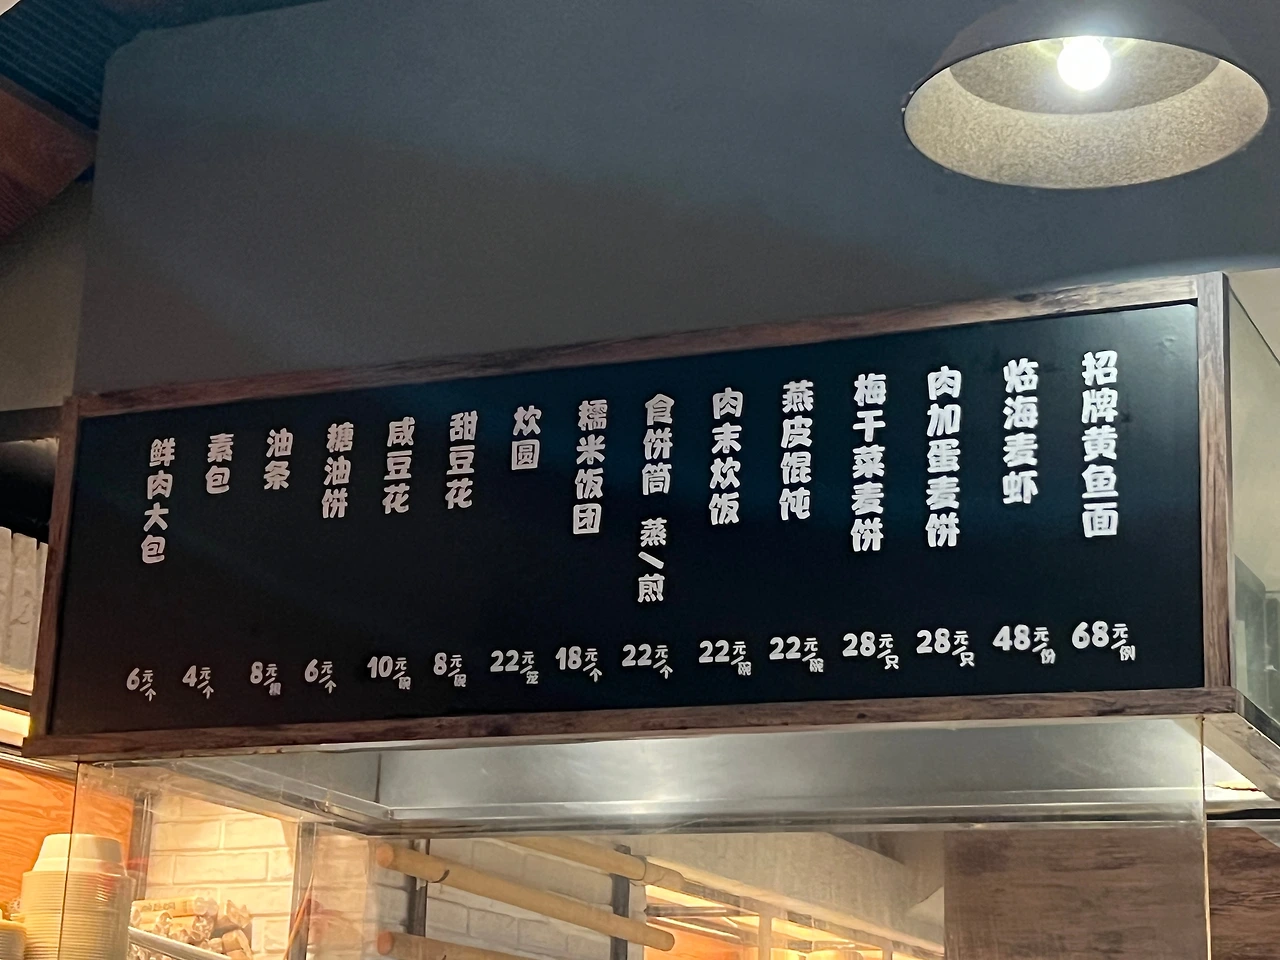 招牌黄鱼面 68元/例
临海麦虾 48元/份
肉加蛋麦饼 28元/只
梅干菜麦饼 28元/只
燕皮馄饨 22元/碗
肉末炊饭 22元/碗
食饼筒 蒸/煎 22元/个
糯米饭团 18元/个
炊圆 22元/笼
甜豆花 8元/碗
咸豆花 10元/碗
糖油饼 6元/个
油条 8元/根
素包 4元/个
鲜肉大包 6元/个